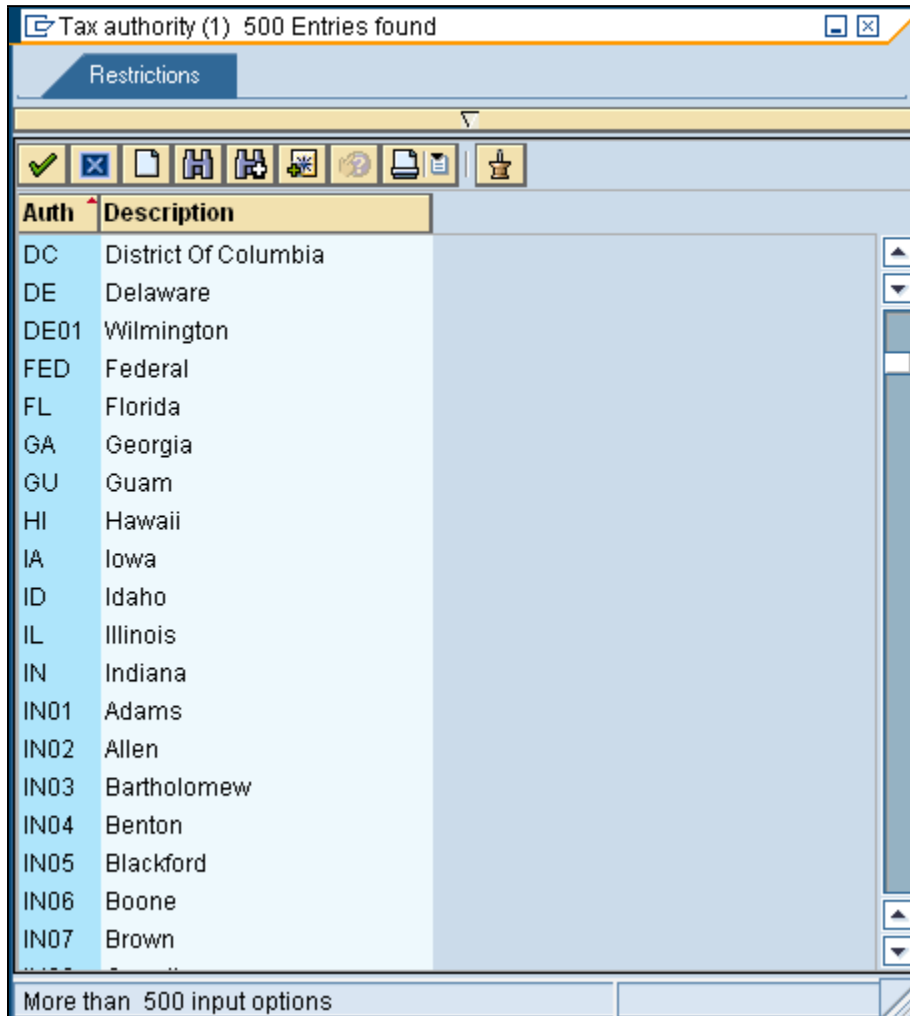 Tax authority (1) 500 Entries found
Restrictions
Auth Description
DC District Of Columbia
DE Delaware
DE01 Wilmington
FED Federal
FL Florida
GA Georgia
GU Guam
HI Hawaii
IA Iowa
ID Idaho
IL Illinois
IN Indiana
IN01 Adams
IN02 Allen
IN03 Bartholomew
IN04 Benton
IN05 Blackford
IN06 Boone
IN07 Brown
More than 500 input options